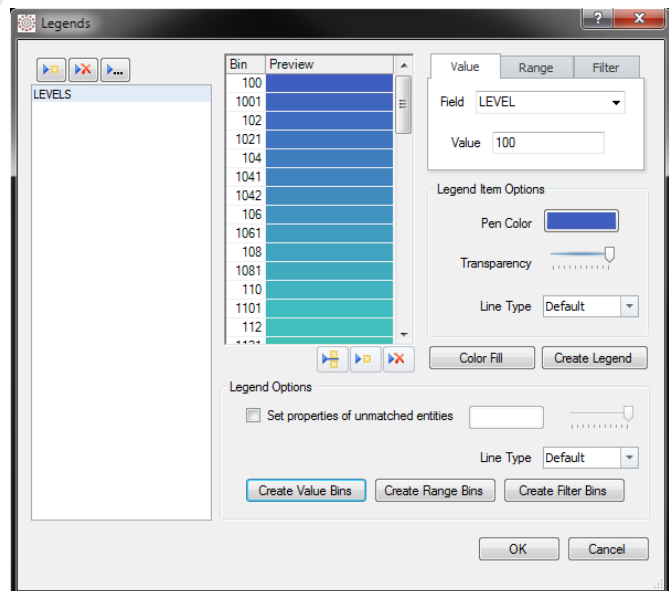 Legends
LEVELS
Bin Preview
100
1001
102
1021
104
1041
1042
106
1061
108
1081
110
1101
112
1121
Value Range Filter
Field LEVEL
Value 100
Legend Item Options
Pen Color
Transparency
Line Type Default
Color Fill Create Legend
Legend Options
Set properties of unmatched entities
Line Type Default
Create Value Bins Create Range Bins Create Filter Bins
OK Cancel